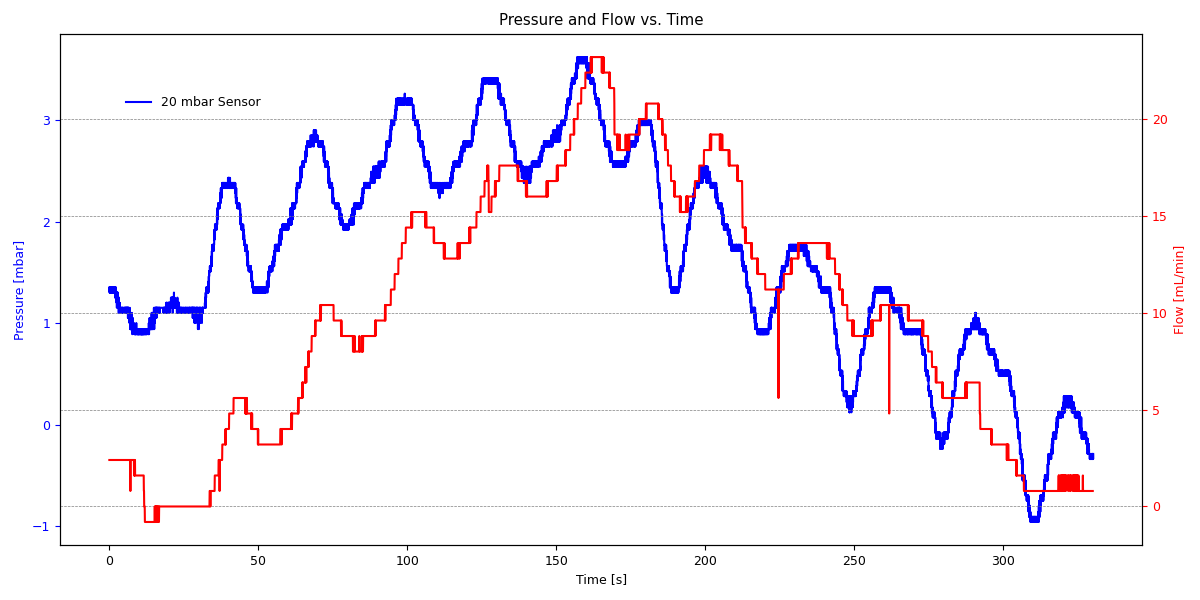 Pressure and Flow vs. Time
20 mbar Sensor
Pressure [mbar]
3
2
1
0
−1
20
15
10
5
0
Flow [mL/min]
0 50 100 150 200 250 300
Time [s]